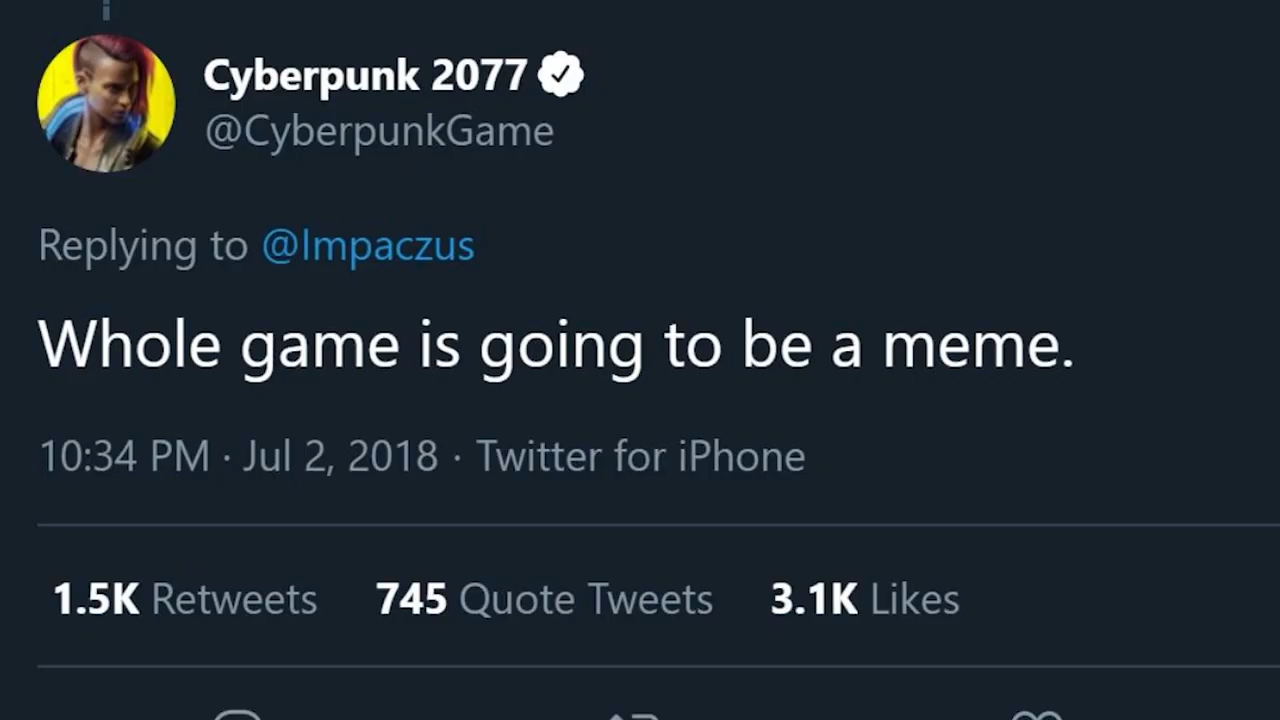 Cyberpunk 2077
@CyberpunkGame
Replying to @Impaczus
Whole game is going to be a meme.
10:34 PM · Jul 2, 2018 · Twitter for iPhone
1.5K Retweets 745 Quote Tweets 3.1K Likes